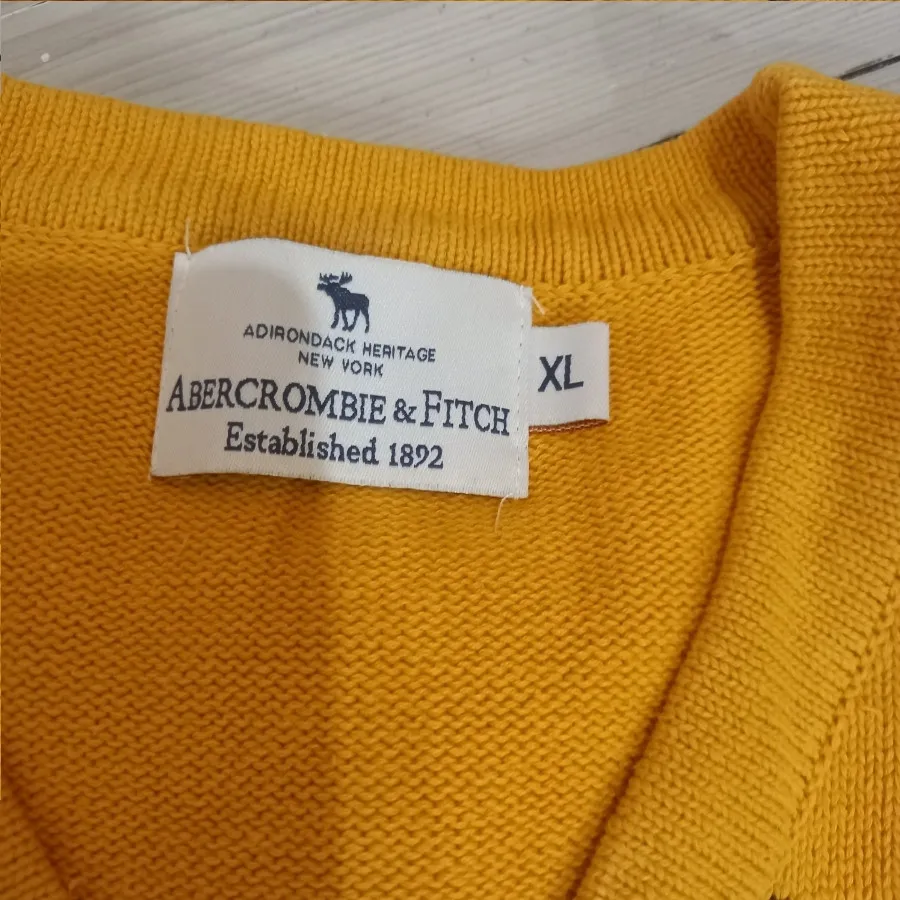 ADIRONDACK HERITAGE
NEW YORK
ABERCROMBIE & FITCH
Established 1892
XL